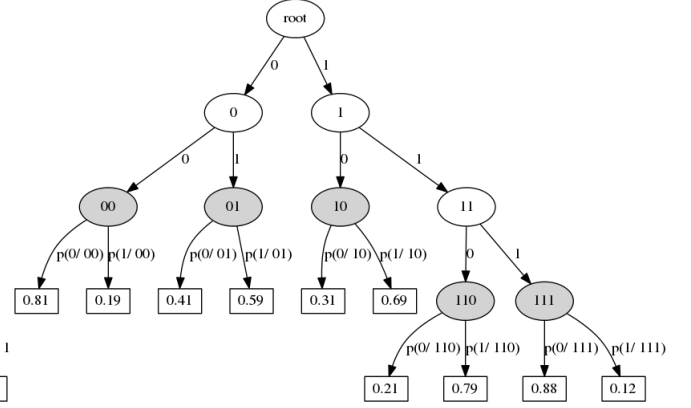 root
0 1
0 1
0 1 0 1
00 01 10 11
p(0/ 00) p(1/ 00) p(0/ 01) p(1/ 01) p(0/ 10) p(1/ 10) 0 1
0.81 0.19 0.41 0.59 0.31 0.69 110 111
1 p(0/ 110) p(1/ 110) p(0/ 111) p(1/ 111)
0.21 0.79 0.88 0.12